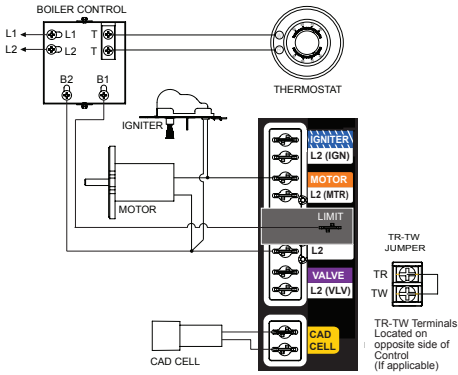 BOILER CONTROL
L1
L1
T
L2
L2
T
B2
B1
THERMOSTAT
IGNITER
IGNITER
L2 (IGN)
MOTOR
L2 (MTR)
MOTOR
LIMIT
L2
VALVE
L2 (VLV)
TR-TW
JUMPER
TR
TW
CAD
CELL
CAD CELL
TR-TW Terminals
Located on
opposite side of
Control
(If applicable)